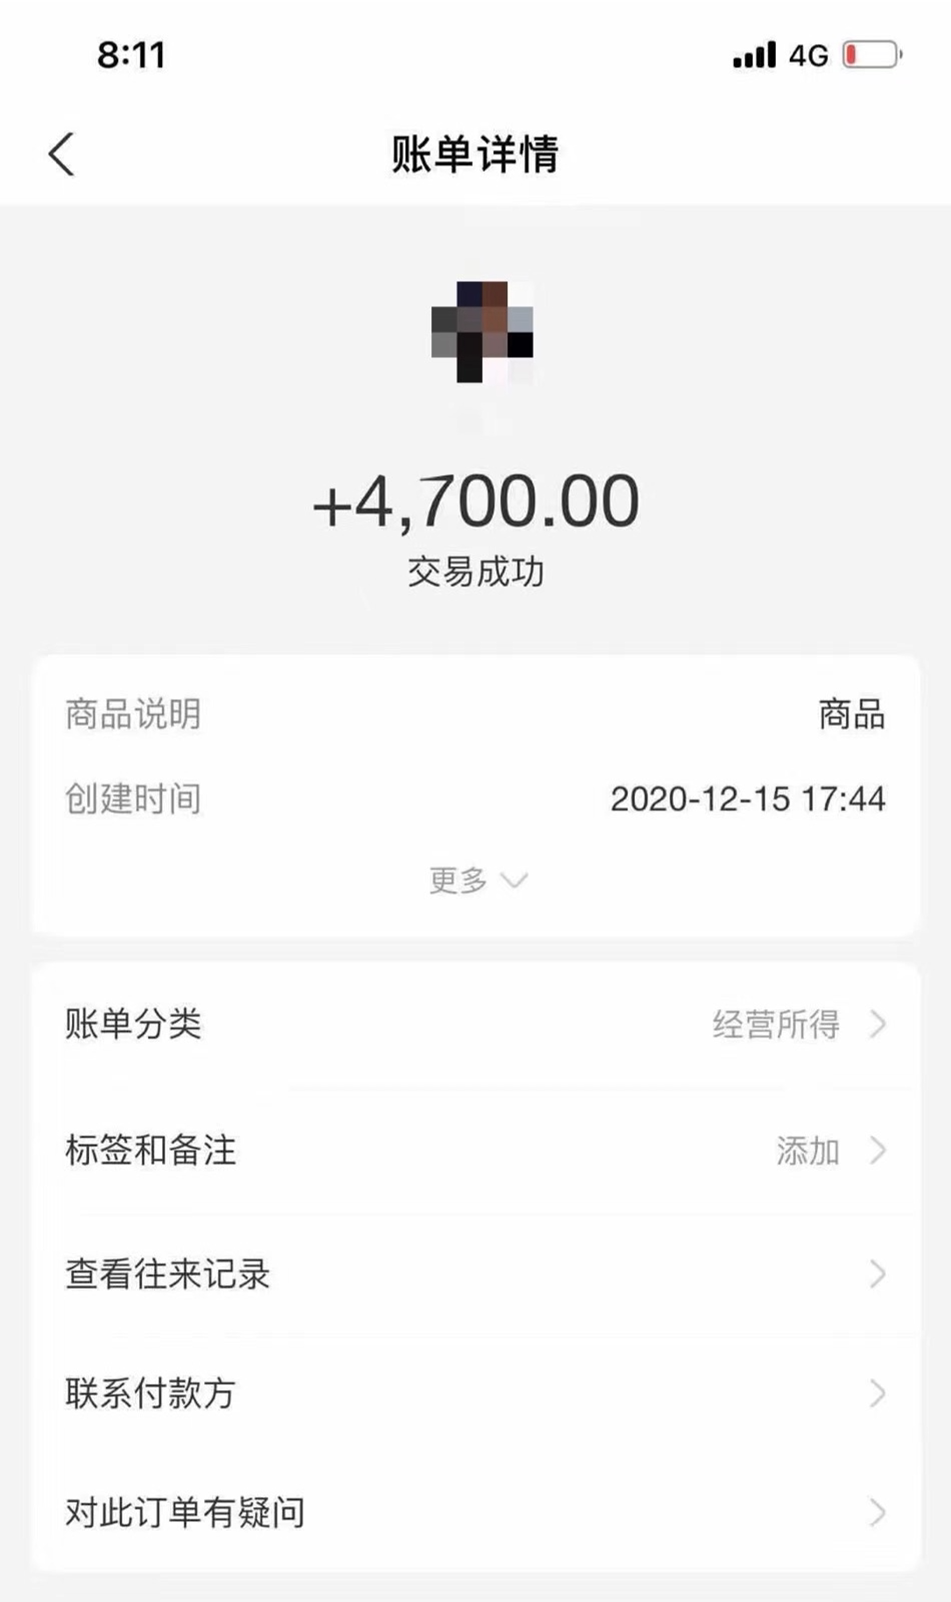 8:11 4G
账单详情
+4,700.00
交易成功
商品说明 商品
创建时间 2020-12-15 17:44
更多
账单分类 经营所得
标签和备注 添加
查看往来记录
联系付款方
对此订单有疑问